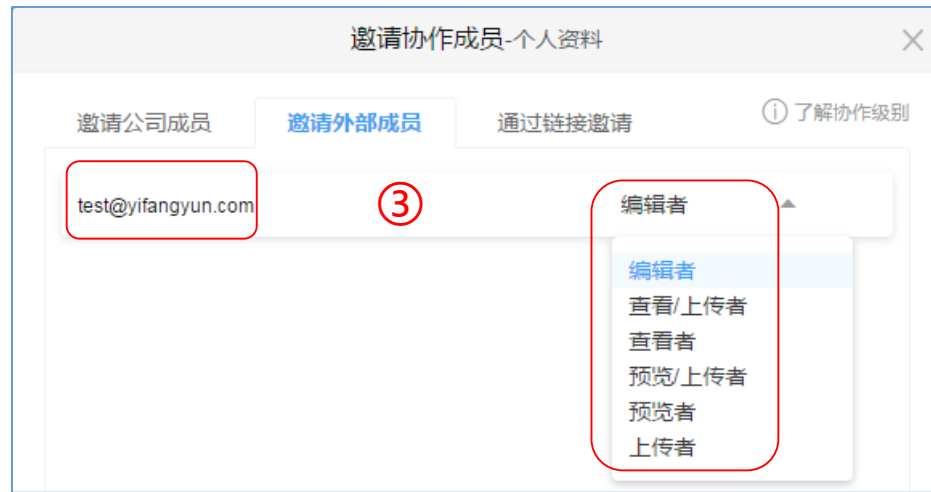 邀请协作成员-个人资料
邀请公司成员 邀请外部成员 通过链接邀请 ⓘ 了解协作级别
test@yifangyun.com ③ 编辑者
编辑者
查看/上传者
查看者
预览/上传者
预览者
上传者